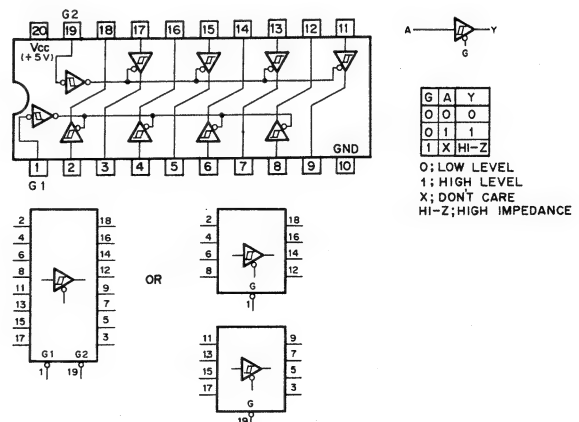 G2
20 19 18 17 16 15 14 13 12 11
Vcc
(+5V)
GND
1 2 3 4 5 6 7 8 9 10
G1
A Y
G
G A Y
0 0 0
0 1 1
1 X HI-Z
0; LOW LEVEL
1; HIGH LEVEL
X; DON'T CARE
HI-Z; HIGH IMPEDANCE
2 18
4 16
6 14
8 12
11 9
13 7
15 5
17 3
G1 G2
1 19
OR
2 18
4 16
6 14
8 12
G
1
11 9
13 7
15 5
17 3
G
19